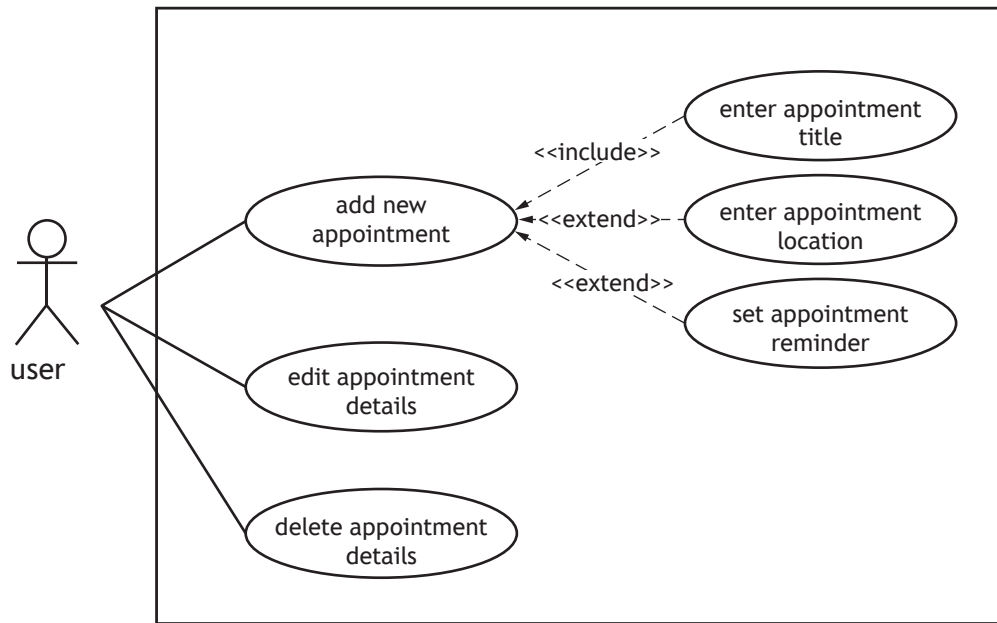 enter appointment
title
<<include>>
add new
appointment
<<extend>>
enter appointment
location
<<extend>>
set appointment
reminder
user
edit appointment
details
delete appointment
details